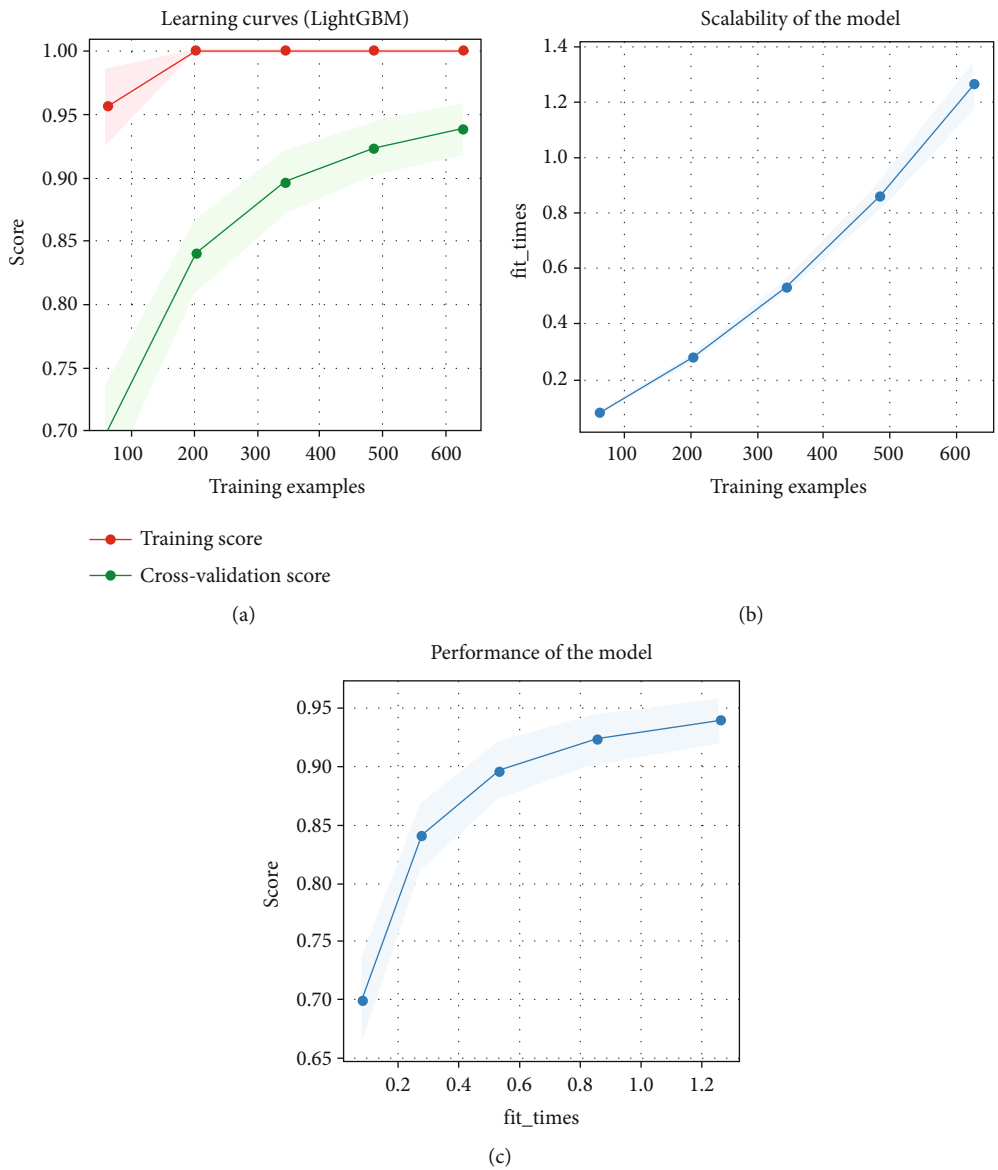 Learning curves (LightGBM)
1.00
0.95
0.90
0.85
0.80
0.75
0.70
Score
100 200 300 400 500 600
Training examples
Training score
Cross-validation score
(a)
Scalability of the model
1.4
1.2
1.0
0.8
0.6
0.4
0.2
fit_times
100 200 300 400 500 600
Training examples
(b)
Performance of the model
0.95
0.90
0.85
0.80
0.75
0.70
0.65
Score
0.2 0.4 0.6 0.8 1.0 1.2
fit_times
(c)